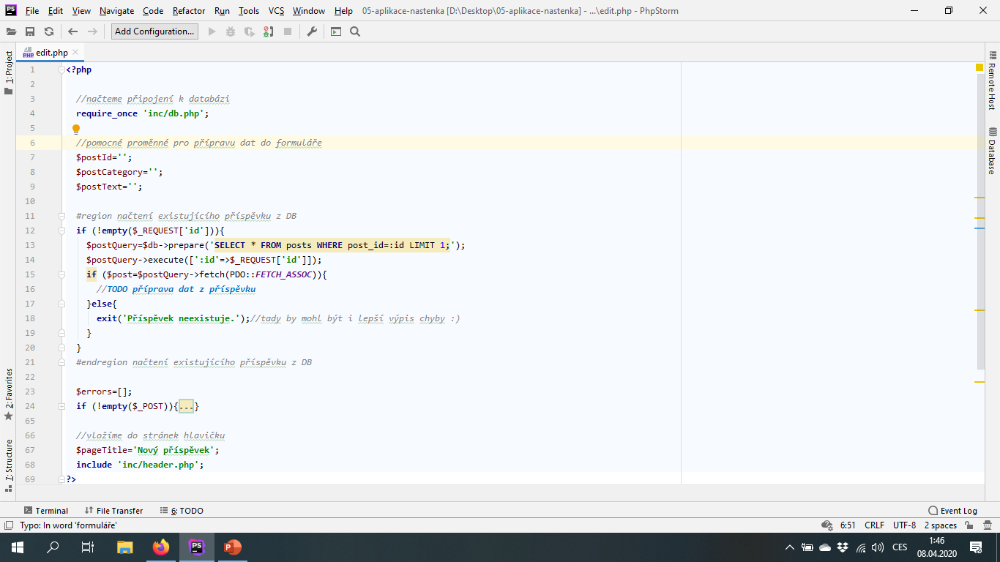 File Edit View Navigate Code Refactor Run Tools VCS Window Help 05-aplikace-nastenka [D:\Desktop\05-aplikace-nastenka] - ...\edit.php - PhpStorm
Add Configuration...
edit.php
1: Project
2: Favorites
7: Structure
Remote Host
Database
1 <?php
2
3 //načteme připojení k databázi
4 require_once 'inc/db.php';
5
6 //pomocné proměnné pro přípravu dat do formuláře
7 $postId='';
8 $postCategory='';
9 $postText='';
10
11 #region načtení existujícího příspěvku z DB
12 if (!empty($_REQUEST['id'])){
13 $postQuery=$db->prepare('SELECT * FROM posts WHERE post_id=:id LIMIT 1;');
14 $postQuery->execute([':id'=>$_REQUEST['id']]);
15 if ($post=$postQuery->fetch(PDO::FETCH_ASSOC)){
16 //TODO příprava dat z příspěvku
17 }else{
18 exit('Příspěvek neexistuje.');//tady by mohl být i lepší výpis chyby :)
19 }
20 }
21 #endregion načtení existujícího příspěvku z DB
22
23 $errors=[];
24 if (!empty($_POST)){...}
65
66 //vložíme do stránek hlavičku
67 $pageTitle='Nový příspěvek';
68 include 'inc/header.php';
69 ?>
Terminal File Transfer 6: TODO Event Log
Typo: In word 'formuláře' 6:51 CRLF UTF-8 2 spaces
CES 1:46
08.04.2020